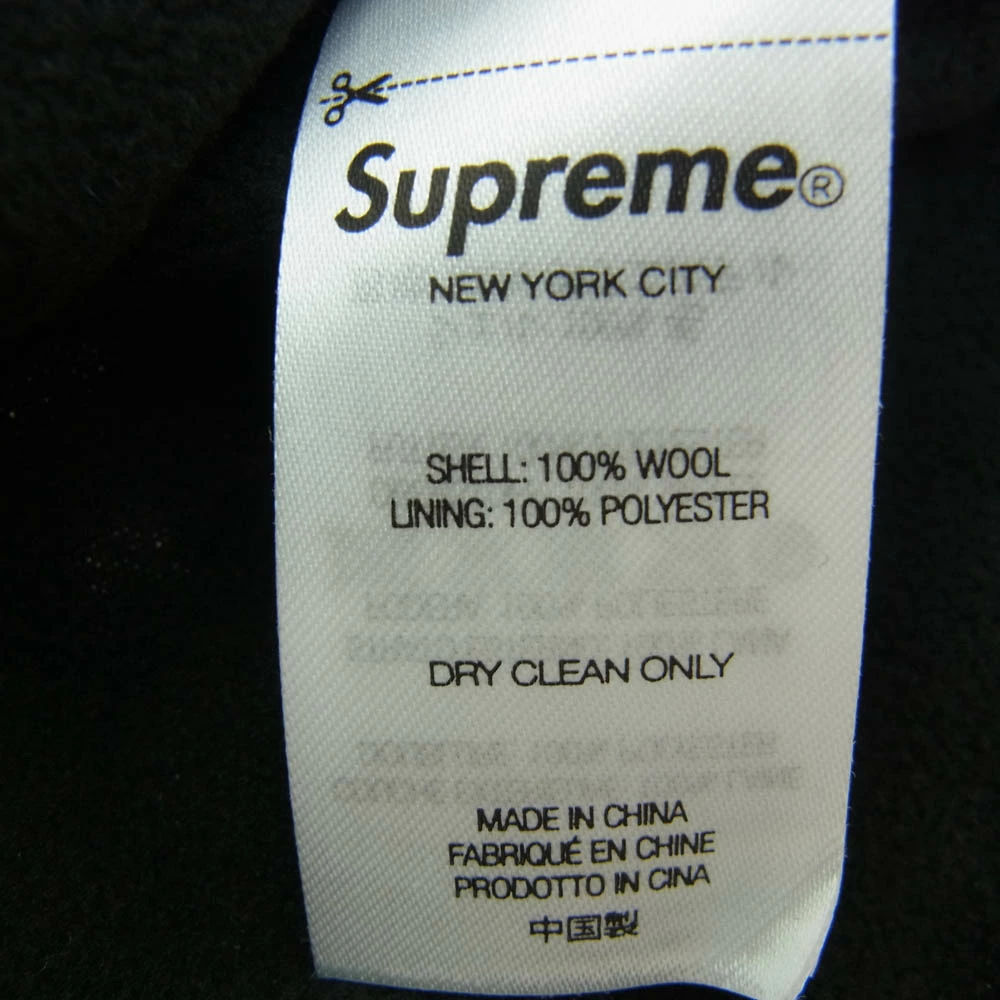 Supreme®
NEW YORK CITY
SHELL: 100% WOOL
LINING: 100% POLYESTER
DRY CLEAN ONLY
MADE IN CHINA
FABRIQUÉ EN CHINE
PRODOTTO IN CINA
中国製